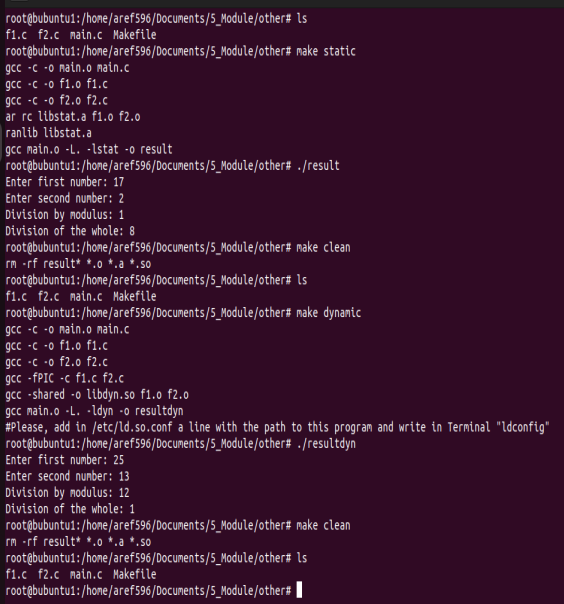 root@bubuntu1:/home/aref596/Documents/5_Module/other# ls
f1.c  f2.c  main.c  Makefile
root@bubuntu1:/home/aref596/Documents/5_Module/other# make static
gcc -c -o main.o main.c
gcc -c -o f1.o f1.c
gcc -c -o f2.o f2.c
ar rc libstat.a f1.o f2.o
ranlib libstat.a
gcc main.o -L. -lstat -o result
root@bubuntu1:/home/aref596/Documents/5_Module/other# ./result
Enter first number: 17
Enter second number: 2
Division by modulus: 1
Division of the whole: 8
root@bubuntu1:/home/aref596/Documents/5_Module/other# make clean
rm -rf result* *.o *.a *.so
root@bubuntu1:/home/aref596/Documents/5_Module/other# ls
f1.c  f2.c  main.c  Makefile
root@bubuntu1:/home/aref596/Documents/5_Module/other# make dynamic
gcc -c -o main.o main.c
gcc -c -o f1.o f1.c
gcc -c -o f2.o f2.c
gcc -fPIC -c f1.c f2.c
gcc -shared -o libdyn.so f1.o f2.o
gcc main.o -L. -ldyn -o resultdyn
#Please, add in /etc/ld.so.conf a line with the path to this program and write in Terminal "ldconfig"
root@bubuntu1:/home/aref596/Documents/5_Module/other# ./resultdyn
Enter first number: 25
Enter second number: 13
Division by modulus: 12
Division of the whole: 1
root@bubuntu1:/home/aref596/Documents/5_Module/other# make clean
rm -rf result* *.o *.a *.so
root@bubuntu1:/home/aref596/Documents/5_Module/other# ls
f1.c  f2.c  main.c  Makefile
root@bubuntu1:/home/aref596/Documents/5_Module/other#